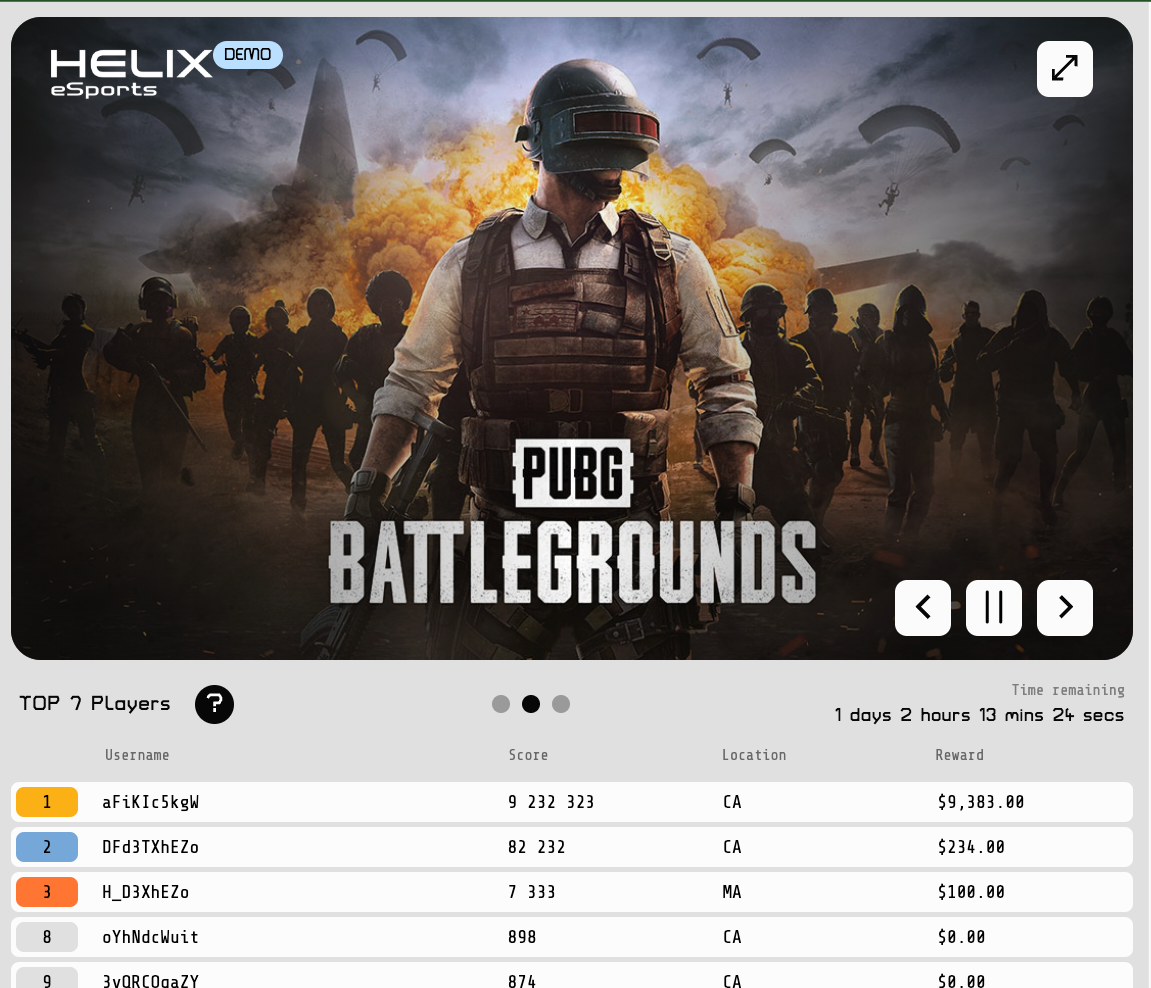 HELIX
DEMO
eSports
PUBG
BATTLEGROUNDS
TOP 7 Players
?
Time remaining
1 days 2 hours 13 mins 24 secs
Username Score Location Reward
1 aFiKIc5kgW 9 232 323 CA $9,383.00
2 DFd3TXhEZo 82 232 CA $234.00
3 H_D3XhEZo 7 333 MA $100.00
8 oYhNdcWuit 898 CA $0.00
9 874 CA $0.00